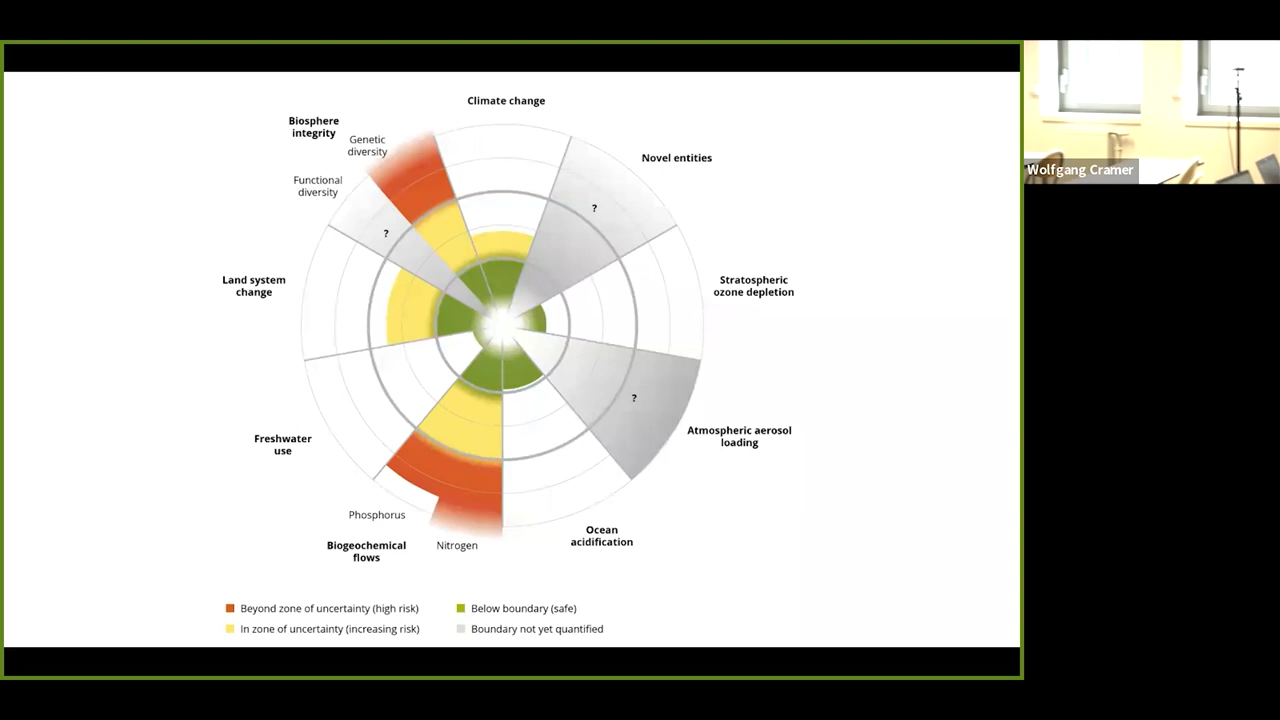 Climate change
Biosphere
integrity
Genetic
diversity
Novel entities
Functional
diversity
?
?
Land system
change
Stratospheric
ozone depletion
?
Atmospheric aerosol
loading
Freshwater
use
Phosphorus
Ocean
acidification
Biogeochemical
flows
Nitrogen
Beyond zone of uncertainty (high risk)
Below boundary (safe)
In zone of uncertainty (increasing risk)
Boundary not yet quantified
Wolfgang Cramer